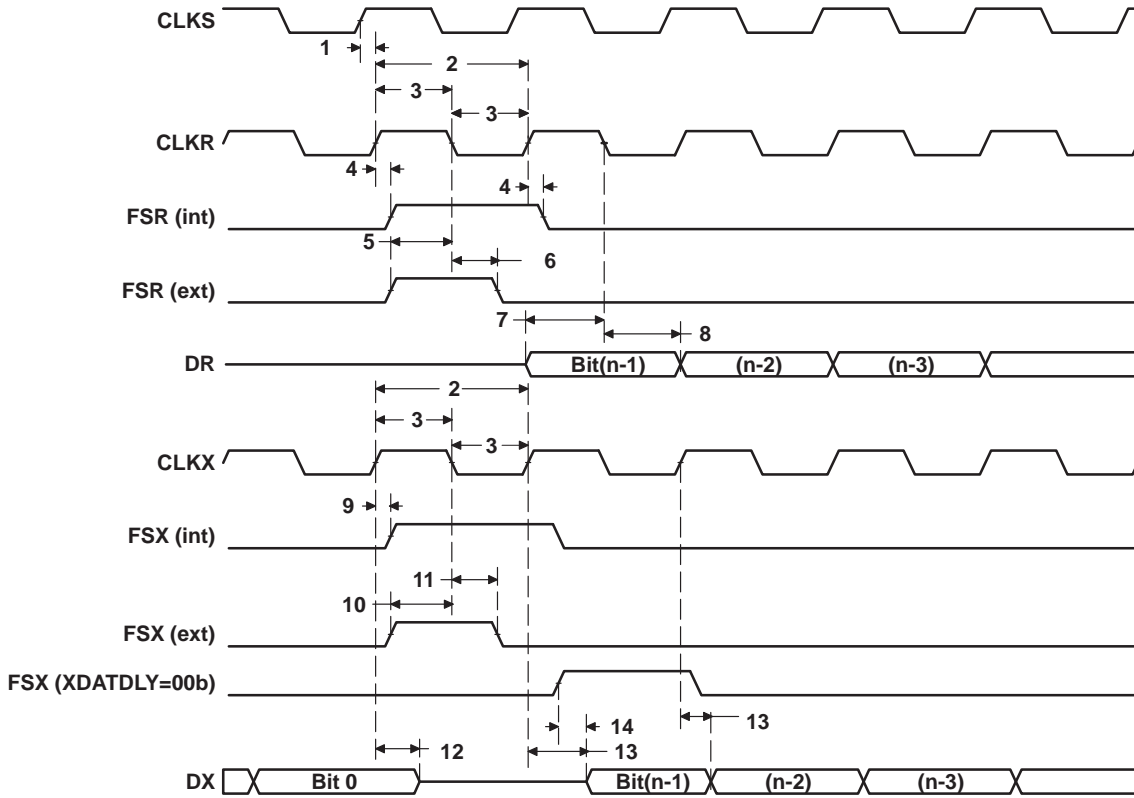 CLKS
1
2
3
3
CLKR
4
4
FSR (int)
5
6
FSR (ext)
7
8
DR Bit(n-1) (n-2) (n-3)
2
3
3
CLKX
9
FSX (int)
11
10
FSX (ext)
FSX (XDATDLY=00b)
14
13
12
13
DX Bit 0 Bit(n-1) (n-2) (n-3)